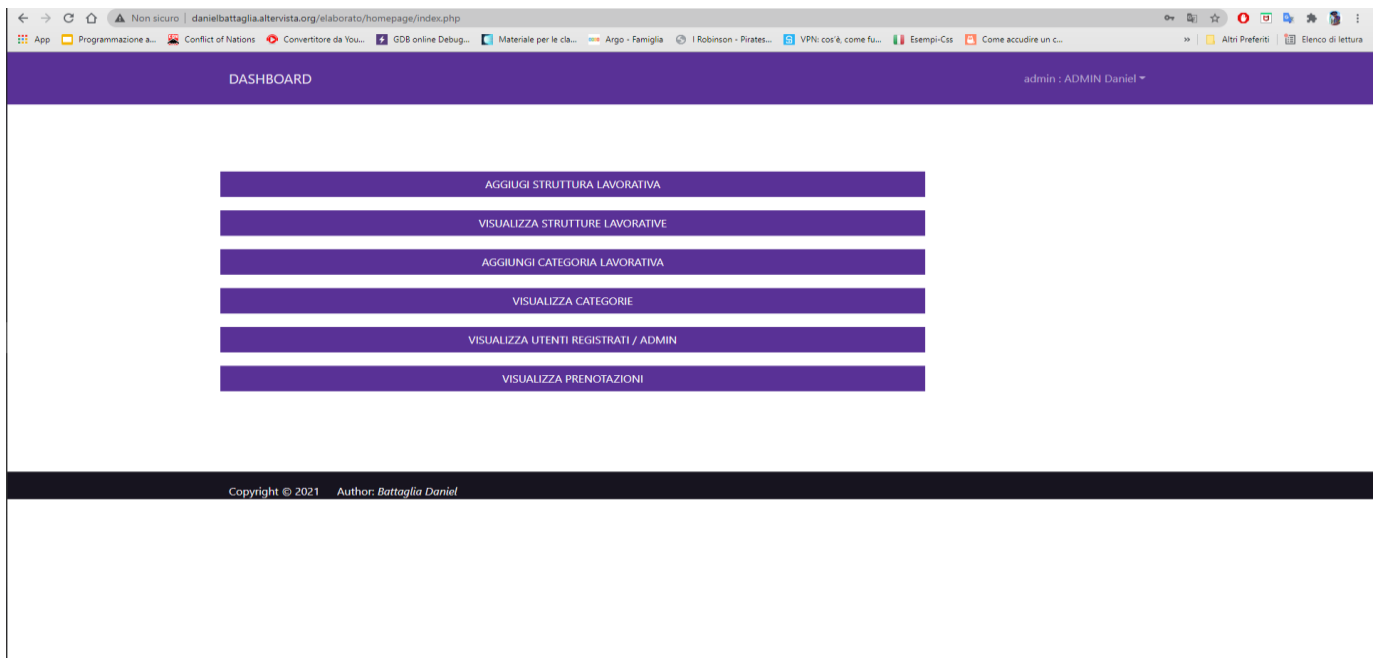 Non sicuro | danielbattaglia.altervista.org/elaborato/homepage/index.php
App Programmazione a... Conflict of Nations Convertitore da You... GDB online Debug... Materiale per le cla... Argo - Famiglia I Robinson - Pirates... VPN: cos'è, come fu... Esempi-Css Come accudire un c... » Altri Preferiti Elenco di lettura
DASHBOARD admin : ADMIN Daniel
AGGIUGI STRUTTURA LAVORATIVA
VISUALIZZA STRUTTURE LAVORATIVE
AGGIUNGI CATEGORIA LAVORATIVA
VISUALIZZA CATEGORIE
VISUALIZZA UTENTI REGISTRATI / ADMIN
VISUALIZZA PRENOTAZIONI
Copyright © 2021 Author: Battaglia Daniel